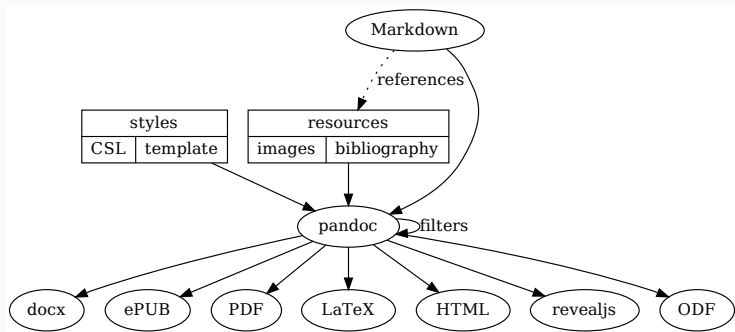 Markdown
references
styles
resources
CSL template
images bibliography
pandoc
filters
docx
ePUB
PDF
LaTeX
HTML
revealjs
ODF